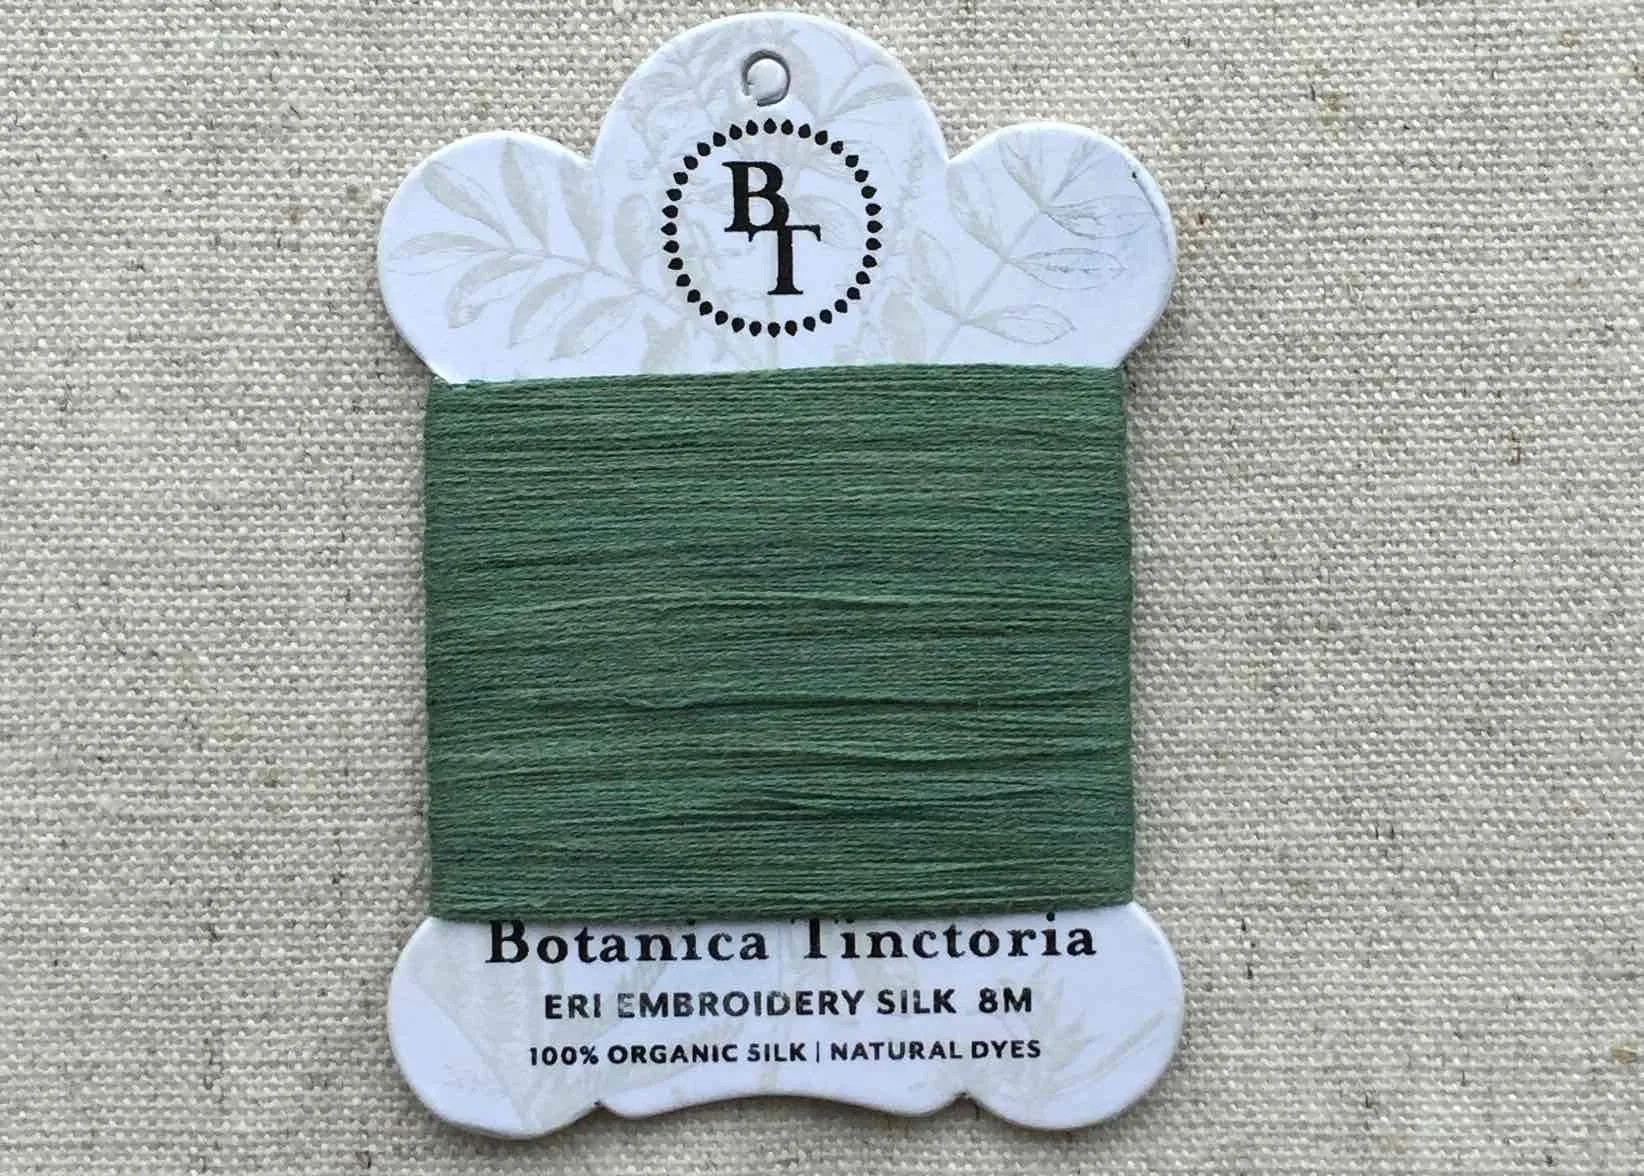 BT
Botanica Tinctoria
ERI EMBROIDERY SILK 8M
100% ORGANIC SILK | NATURAL DYES